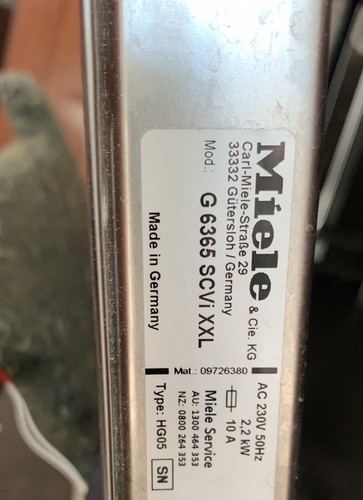 Miele & Cie. KG
Carl-Miele-Straße 29
33332 Gütersloh / Germany
Mod.: G 6365 SCVi XXL
Made in Germany
Mat.: 09726380
AC 230V 50Hz
2,2 kW
10 A
Miele Service
AU: 1300 464 353
NZ: 0800 264 353
Type: HG05 SN